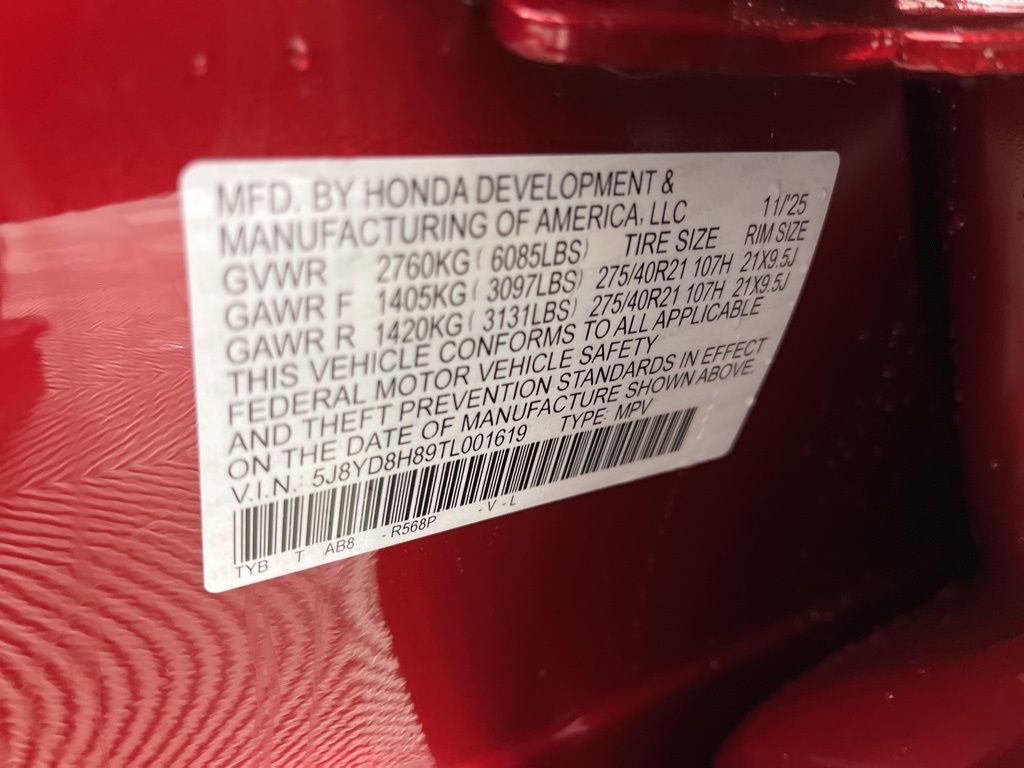 MFD. BY HONDA DEVELOPMENT &
MANUFACTURING OF AMERICA, LLC 11/'25
GVWR 2760KG ( 6085LBS) TIRE SIZE RIM SIZE
GAWR F 1405KG ( 3097LBS) 275/40R21 107H 21X9.5J
GAWR R 1420KG ( 3131LBS) 275/40R21 107H 21X9.5J
THIS VEHICLE CONFORMS TO ALL APPLICABLE
FEDERAL MOTOR VEHICLE SAFETY
AND THEFT PREVENTION STANDARDS IN EFFECT
ON THE DATE OF MANUFACTURE SHOWN ABOVE.
V.I.N.: 5J8YD8H89TL001619 TYPE: MPV
TYB T AB8 - R568P - V - L